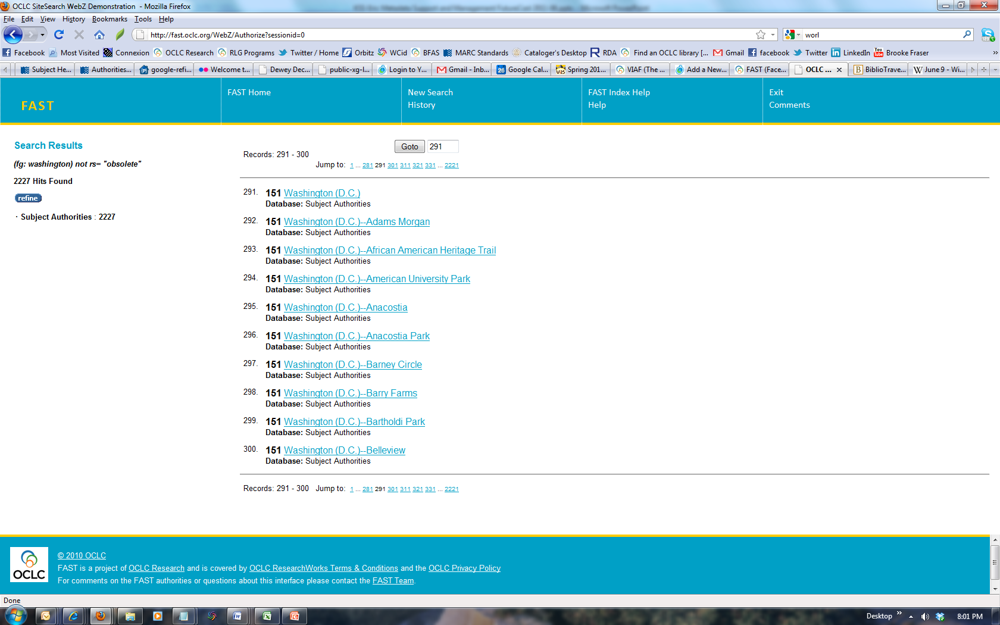 OCLC SiteSearch WebZ Demonstration - Mozilla Firefox
File Edit View History Bookmarks Tools Help
http://fast.oclc.org/WebZ/Authorize?sessionid=0
worl
Facebook Most Visited Connexion OCLC Research RLG Programs Twitter / Home Orbitz WCid BFAS MARC Standards Cataloger's Desktop RDA Find an OCLC library [... Gmail facebook Twitter LinkedIn Brooke Fraser
Subject He... Authorities... google-refi... Welcome t... Dewey Dec... public-xg-l... Login to Y... Gmail - Inb... 26 Google Cal... Spring 201... VIAF (The ... Add a New... FAST (Face... OCLC ... BiblioTrave... June 9 - Wi...
FAST
FAST Home
New Search
History
FAST Index Help
Help
Exit
Comments
Search Results
(fg: washington) not rs= "obsolete"
2227 Hits Found
refine
· Subject Authorities : 2227
Goto 291
Records: 291 - 300
Jump to: 1 ... 281 291 301 311 321 331 ... 2221
291. 151 Washington (D.C.)
Database: Subject Authorities
292. 151 Washington (D.C.)--Adams Morgan
Database: Subject Authorities
293. 151 Washington (D.C.)--African American Heritage Trail
Database: Subject Authorities
294. 151 Washington (D.C.)--American University Park
Database: Subject Authorities
295. 151 Washington (D.C.)--Anacostia
Database: Subject Authorities
296. 151 Washington (D.C.)--Anacostia Park
Database: Subject Authorities
297. 151 Washington (D.C.)--Barney Circle
Database: Subject Authorities
298. 151 Washington (D.C.)--Barry Farms
Database: Subject Authorities
299. 151 Washington (D.C.)--Bartholdi Park
Database: Subject Authorities
300. 151 Washington (D.C.)--Belleview
Database: Subject Authorities
Records: 291 - 300 Jump to: 1 ... 281 291 301 311 321 331 ... 2221
OCLC
© 2010 OCLC
FAST is a project of OCLC Research and is covered by OCLC ResearchWorks Terms & Conditions and the OCLC Privacy Policy
For comments on the FAST authorities or questions about this interface please contact the FAST Team.
Done
Desktop
8:01 PM